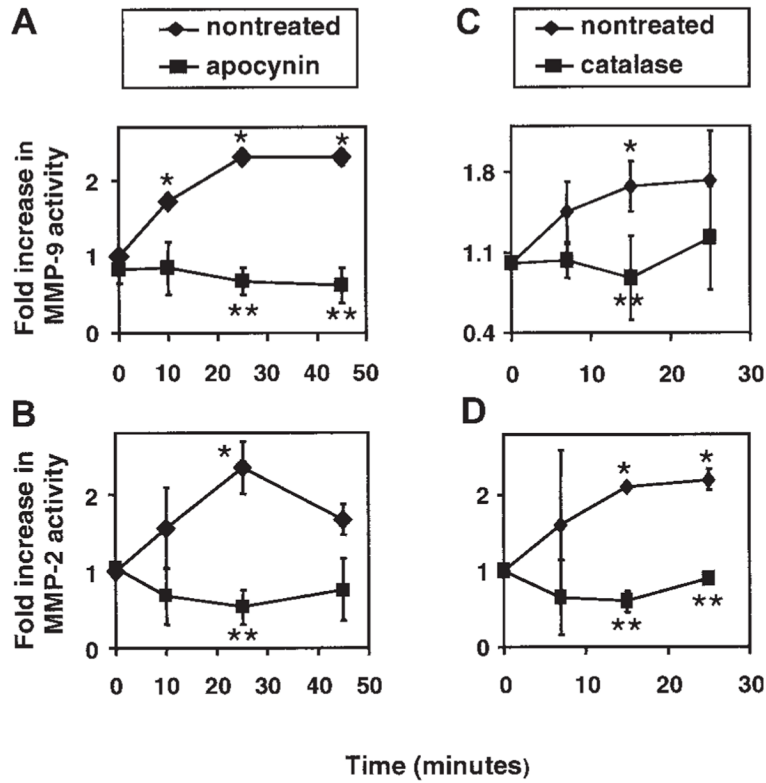 A
nontreated
apocynin
Fold increase in
MMP-9 activity
2
1
0
*
*
*
**
**
0 10 20 30 40 50
C
nontreated
catalase
1.8
1.1
0.4
*
**
0 10 20 30
B
Fold increase in
MMP-2 activity
2
1
0
*
**
0 10 20 30 40 50
D
2
1
0
*
*
**
**
0 10 20 30
Time (minutes)